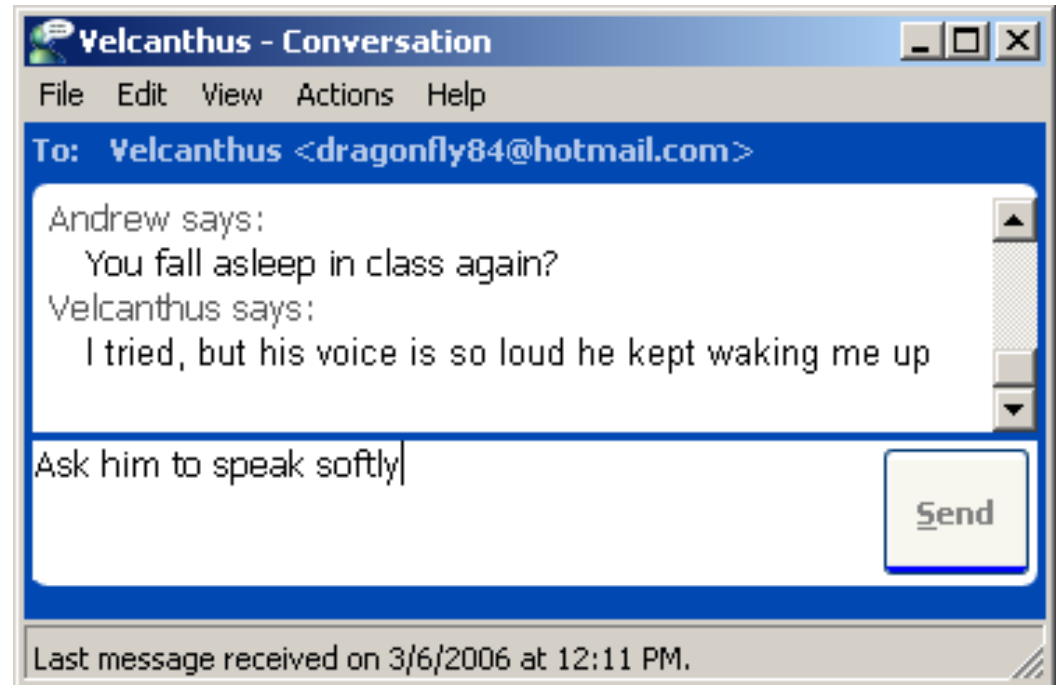 Velcanthus - Conversation
File Edit View Actions Help
To: Velcanthus <dragonfly84@hotmail.com>
Andrew says:
You fall asleep in class again?
Velcanthus says:
I tried, but his voice is so loud he kept waking me up
Ask him to speak softly
Send
Last message received on 3/6/2006 at 12:11 PM.